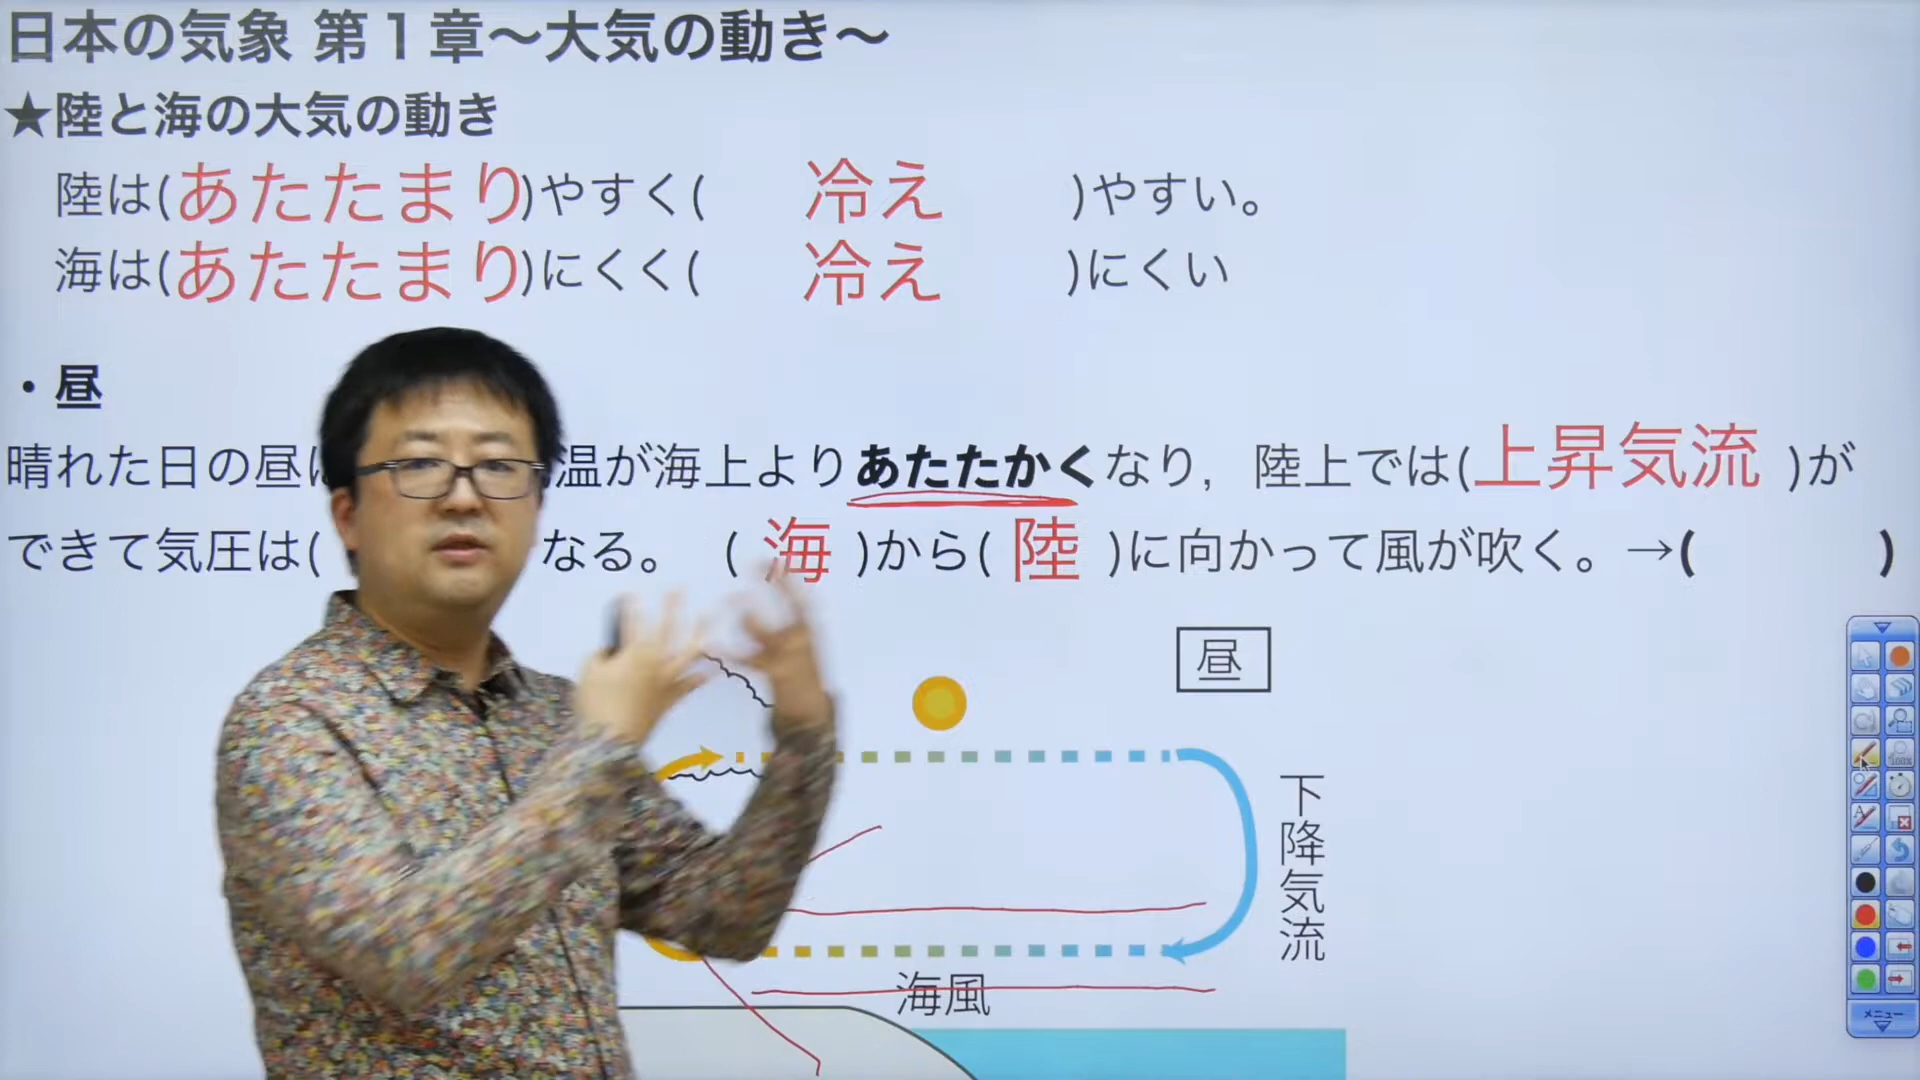 日本の気象 第1章〜大気の動き〜
★陸と海の大気の動き
陸は(あたたまり)やすく( 冷え )やすい。
海は(あたたまり)にくく( 冷え )にくい
・昼
晴れた日の昼 温が海上よりあたたかくなり，陸上では(上昇気流 )が
できて気圧は( なる。 ( 海 )から( 陸 )に向かって風が吹く。→( )
昼
下降気流
海風
メニュー